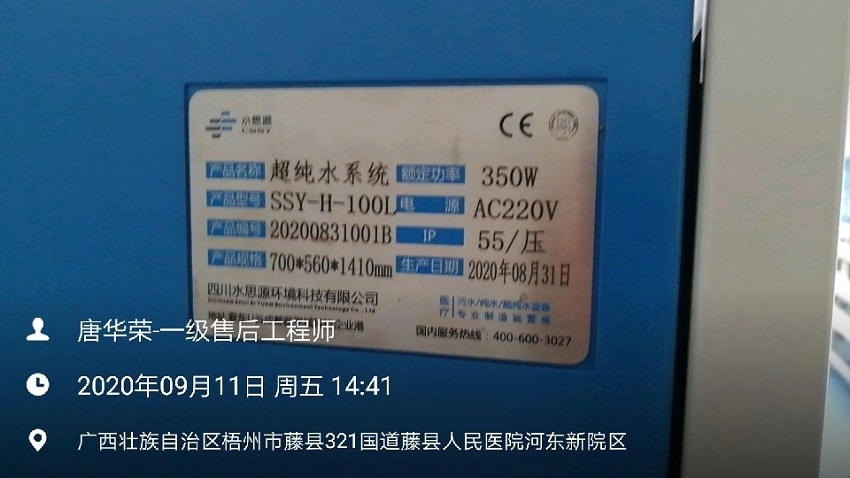 水思源
CE
产品名称 超纯水系统 额定功率 350W
产品型号 SSY-H-100L 电 源 AC220V
产品编号 20200831001B IP 55/压
产品规格 700*560*1410mm 生产日期 2020年08月31日
四川水思源环境科技有限公司
医 污水/纯水/超纯水设备
疗 专业制造运营商
企业港
国内服务热线：400-600-3027
唐华荣-一级售后工程师
2020年09月11日 周五 14:41
广西壮族自治区梧州市藤县321国道藤县人民医院河东新院区